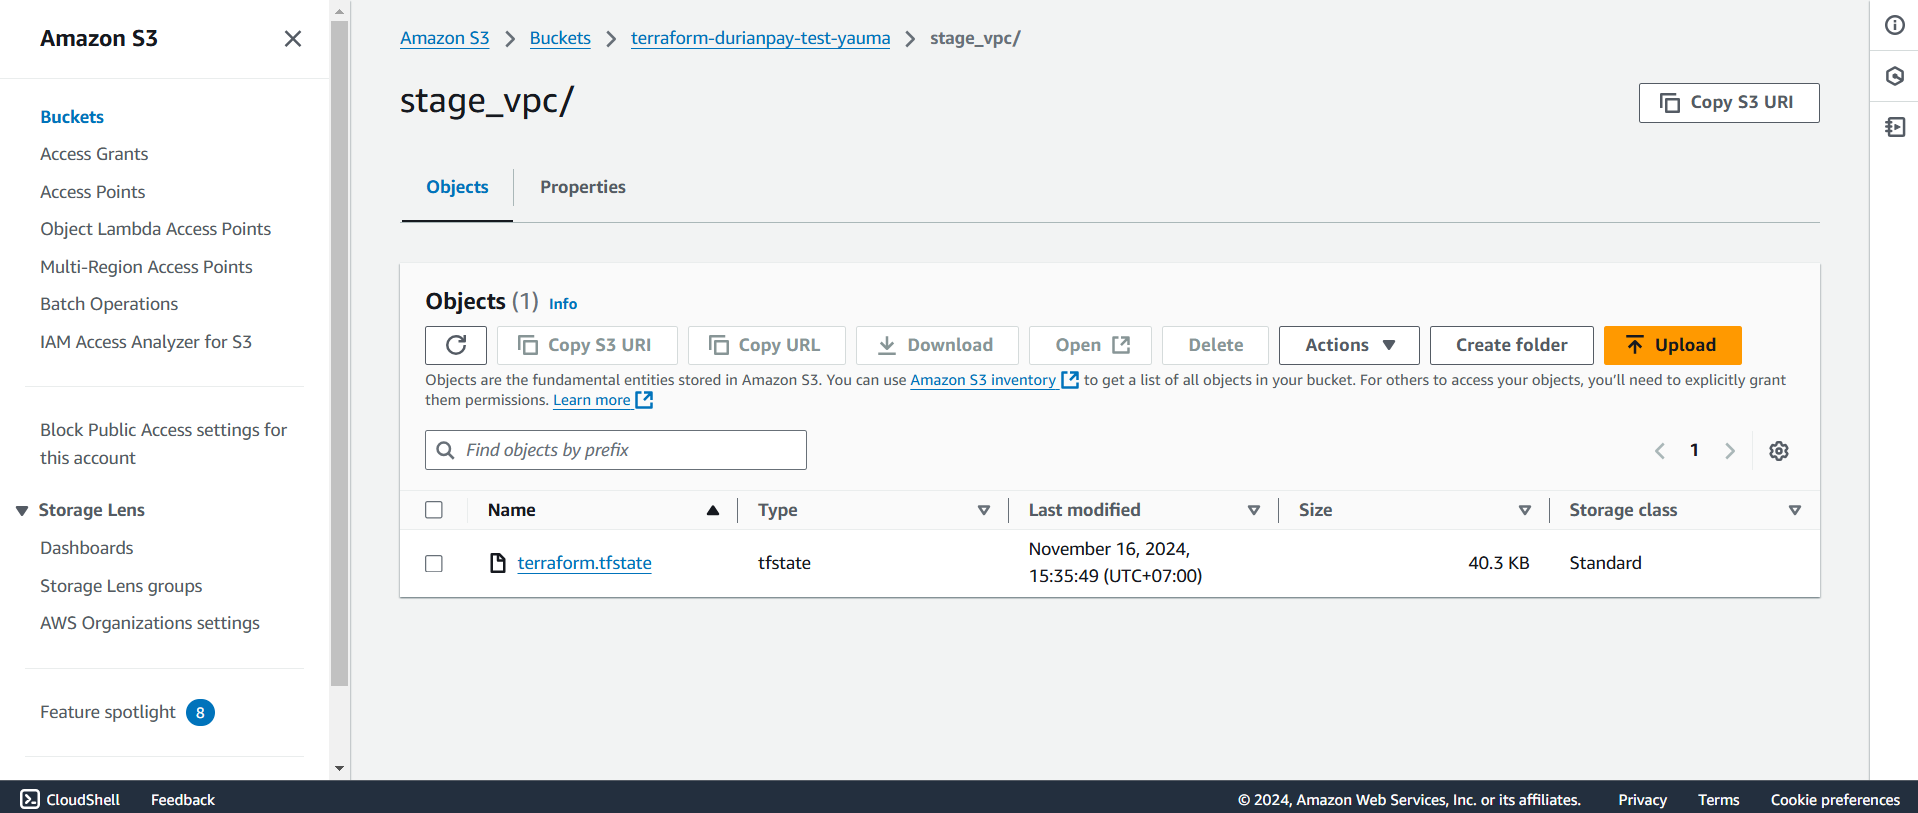 Amazon S3
Buckets
Access Grants
Access Points
Object Lambda Access Points
Multi-Region Access Points
Batch Operations
IAM Access Analyzer for S3
Block Public Access settings for
this account
Storage Lens
Dashboards
Storage Lens groups
AWS Organizations settings
Feature spotlight 8
Amazon S3 Buckets terraform-durianpay-test-yauma stage_vpc/
stage_vpc/
Copy S3 URI
Objects Properties
Objects (1) Info
Copy S3 URI Copy URL Download Open Delete Actions Create folder Upload
Objects are the fundamental entities stored in Amazon S3. You can use Amazon S3 inventory to get a list of all objects in your bucket. For others to access your objects, you’ll need to explicitly grant
them permissions. Learn more
Find objects by prefix
1
Name Type Last modified Size Storage class
terraform.tfstate tfstate November 16, 2024, 40.3 KB Standard
15:35:49 (UTC+07:00)
CloudShell Feedback © 2024, Amazon Web Services, Inc. or its affiliates. Privacy Terms Cookie preferences